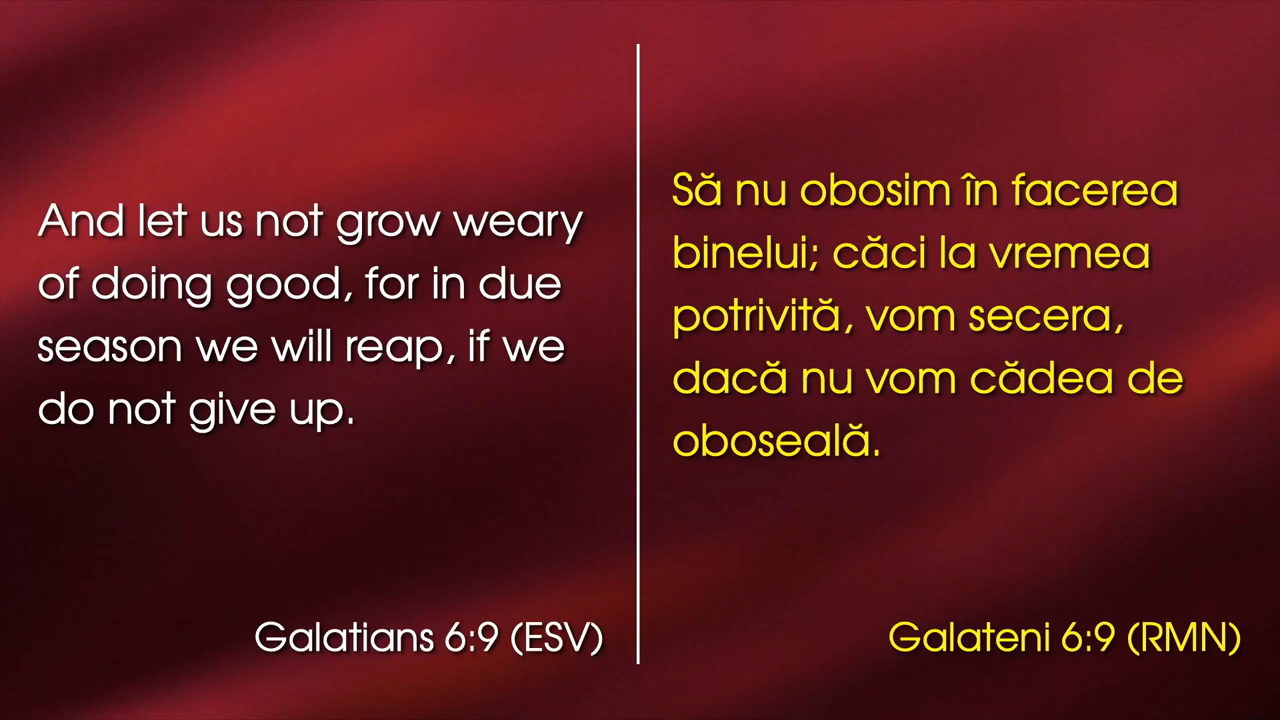 And let us not grow weary
of doing good, for in due
season we will reap, if we
do not give up.
Galatians 6:9 (ESV)
Să nu obosim în facerea
binelui; căci la vremea
potrivită, vom secera,
dacă nu vom cădea de
oboseală.
Galateni 6:9 (RMN)